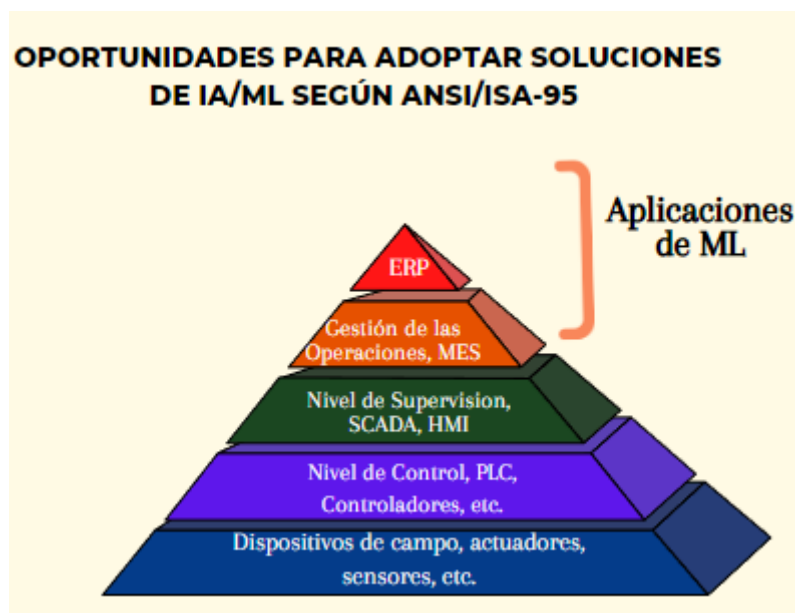 OPORTUNIDADES PARA ADOPTAR SOLUCIONES
DE IA/ML SEGÚN ANSI/ISA-95
Aplicaciones
de ML
ERP
Gestión de las
Operaciones, MES
Nivel de Supervision,
SCADA, HMI
Nivel de Control, PLC,
Controladores, etc.
Dispositivos de campo, actuadores,
sensores, etc.